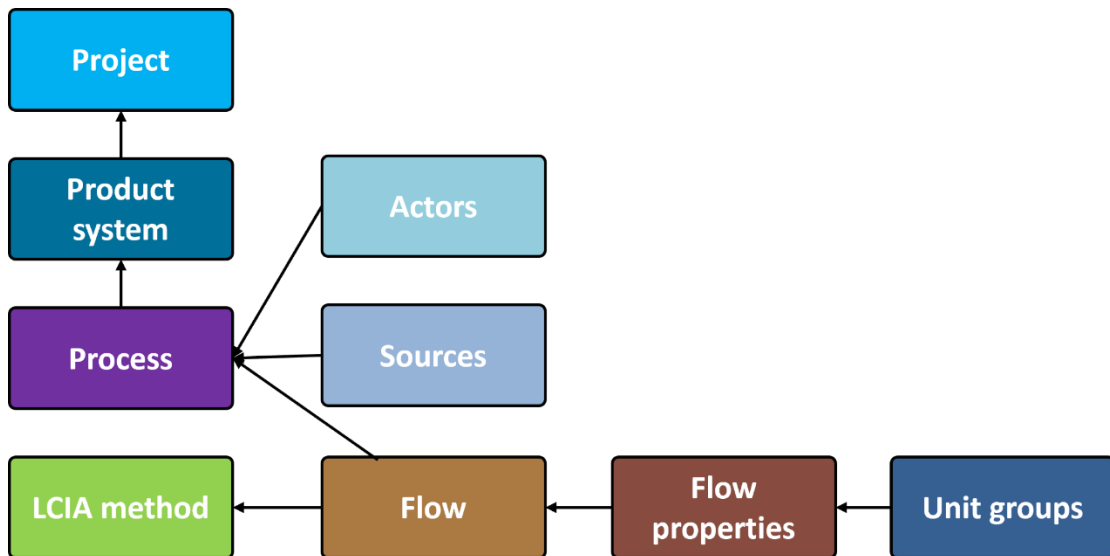 Project
Product
system
Actors
Process
Sources
LCIA method
Flow
Flow
properties
Unit groups